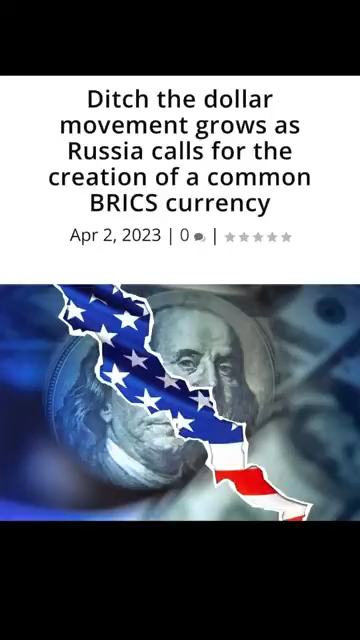 Ditch the dollar
movement grows as
Russia calls for the
creation of a common
BRICS currency
Apr 2, 2023 | 0 |